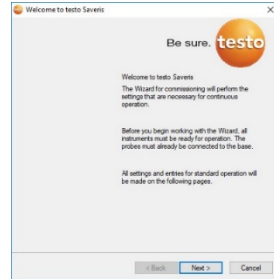 Welcome to testo Saveris
Be sure. testo
Welcome to testo Saveris
The Wizard for commissioning will perform the
settings that are necessary for continuous
operation.
Before you begin working with the Wizard, all
instruments must be ready for operation. The
probes must already be connected to the base.
All settings and entries for standard operation will
be made on the following pages.
< Back Next > Cancel